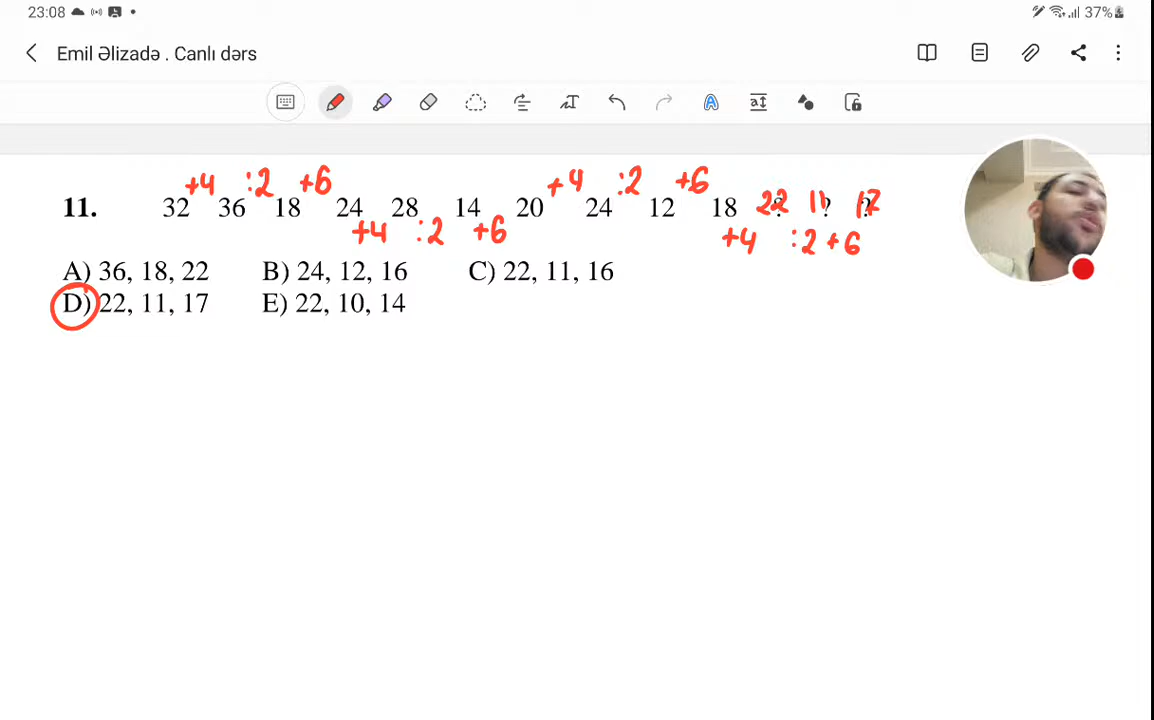 23:08 37%
Emil Əlizadə . Canlı dərs
+4 :2 +6 +4 :2 +6
11. 32 36 18 24 28 14 20 24 12 18 ? ? ?
22 11 17
+4 :2 +6 +4 :2 +6
A) 36, 18, 22 B) 24, 12, 16 C) 22, 11, 16
D) 22, 11, 17 E) 22, 10, 14